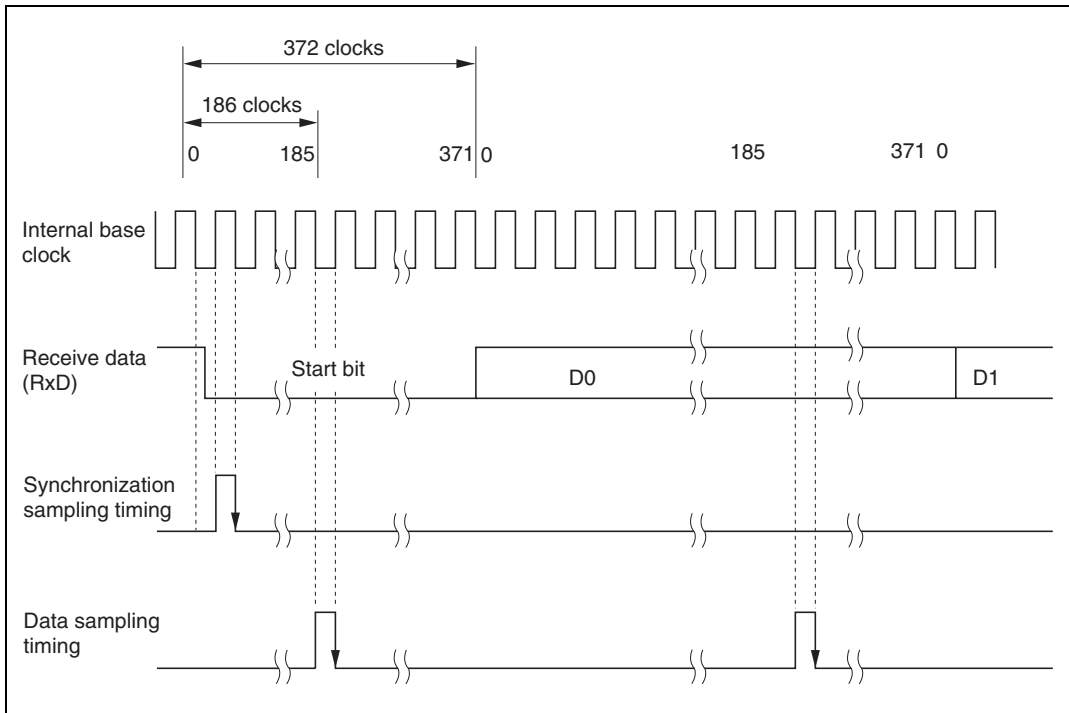 372 clocks
186 clocks
0 185 371 0 185 371 0
Internal base
clock
Receive data
(RxD)
Start bit
D0
D1
Synchronization
sampling timing
Data sampling
timing